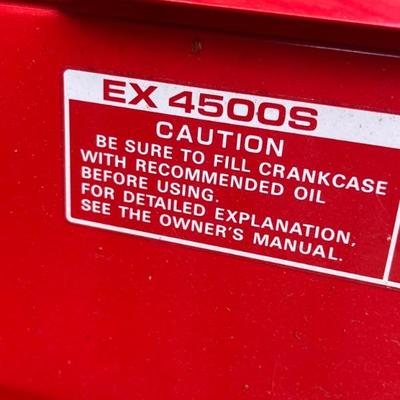 EX 4500S
CAUTION
BE SURE TO FILL CRANKCASE
WITH RECOMMENDED OIL
BEFORE USING.
FOR DETAILED EXPLANATION,
SEE THE OWNER'S MANUAL.